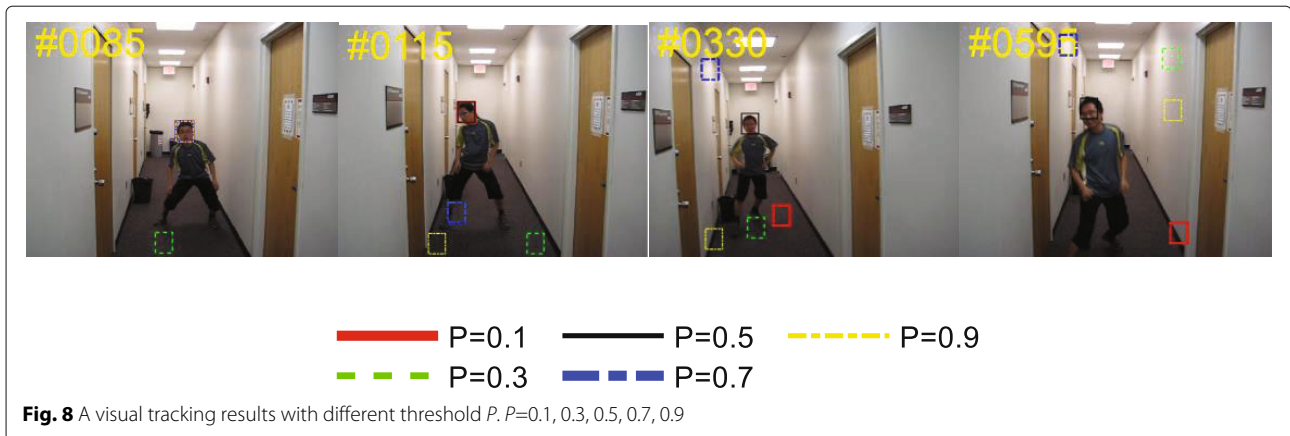 #0085 #0115 #0330 #0595
P=0.1 P=0.5 P=0.9
P=0.3 P=0.7
Fig. 8 A visual tracking results with different threshold P. P=0.1, 0.3, 0.5, 0.7, 0.9